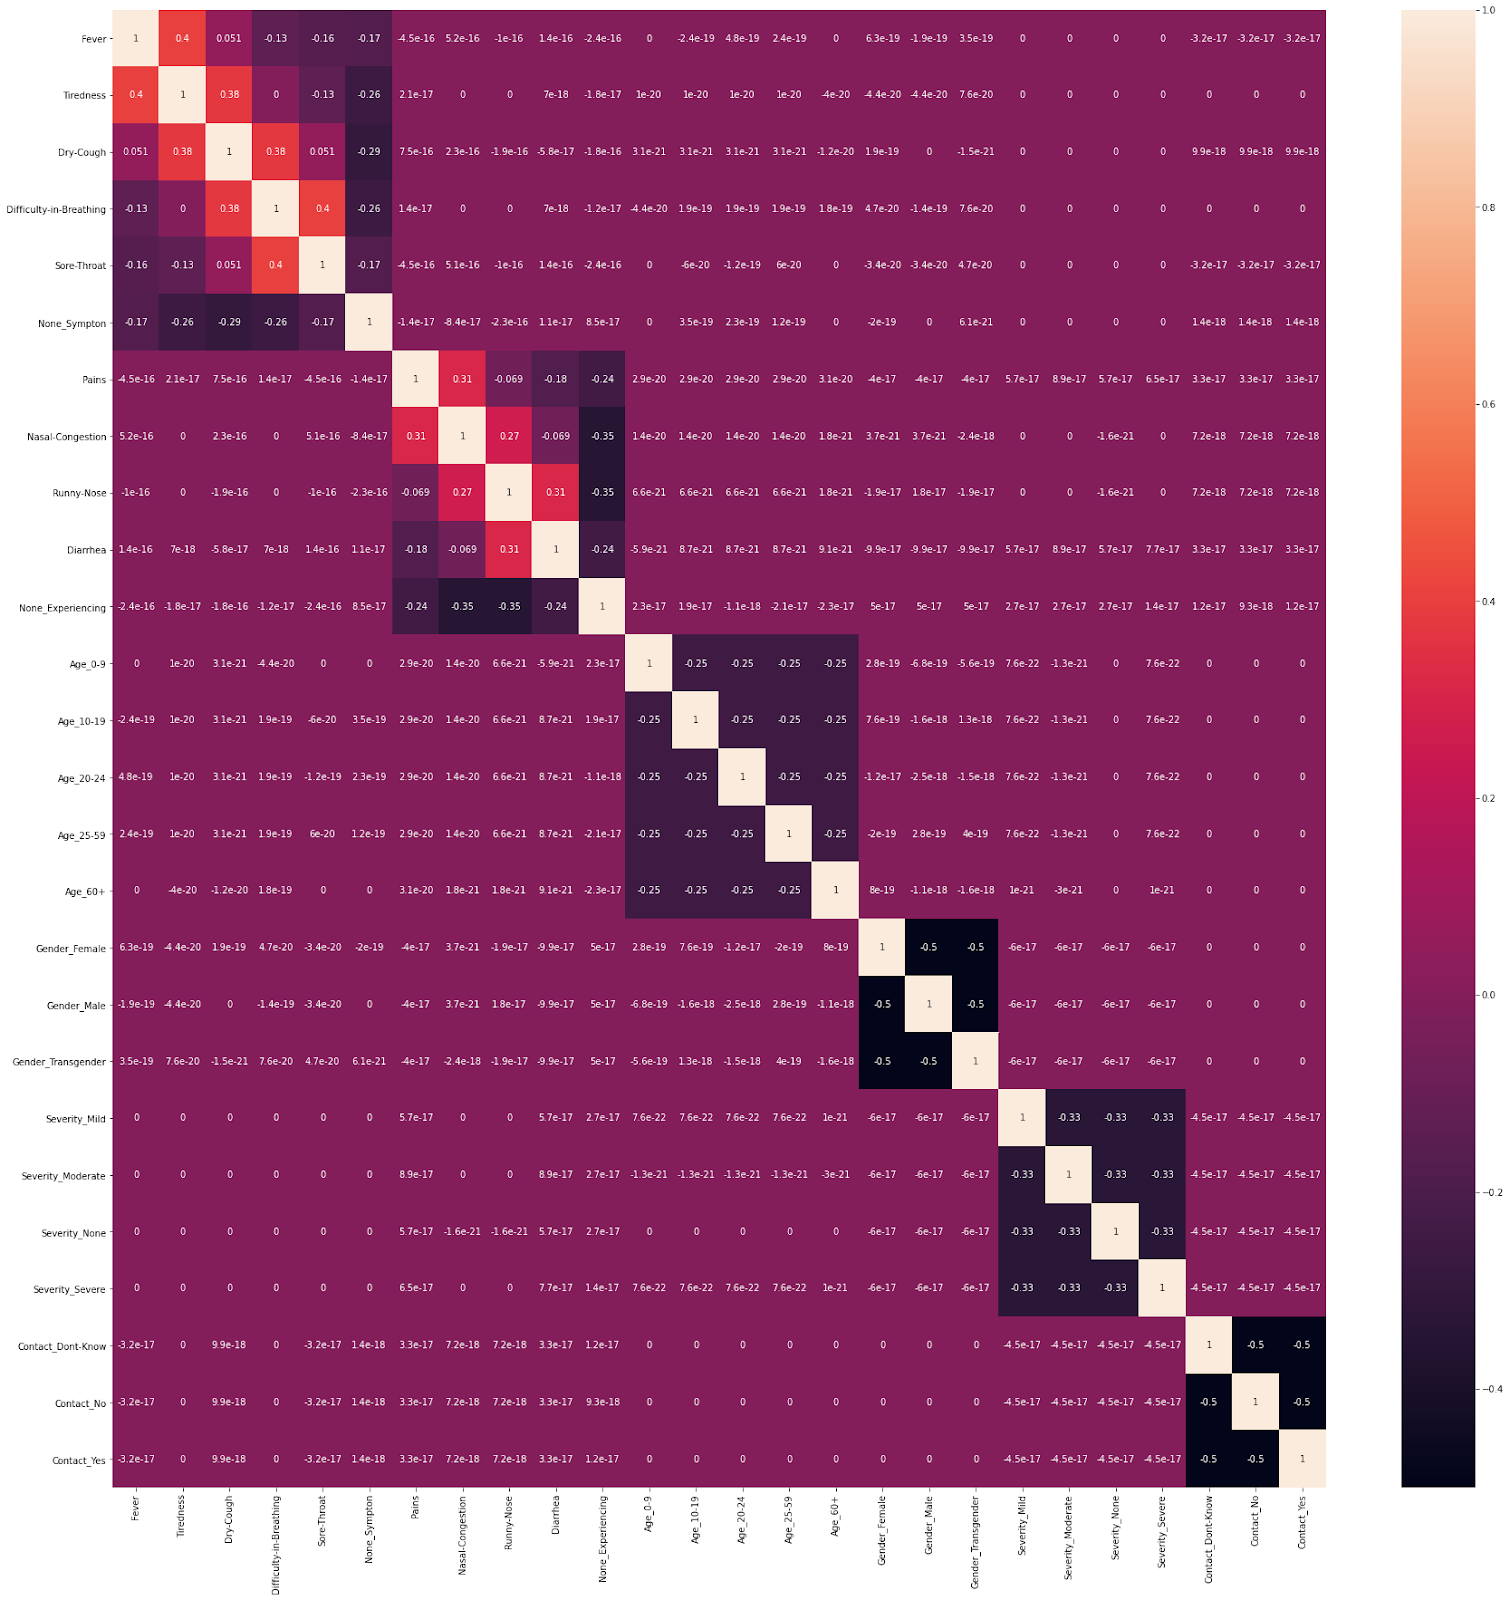 Fever 1 0.4 0.051 -0.13 -0.16 -0.17 -4.5e-16 5.2e-16 -1e-16 1.4e-16 -2.4e-16 0 -2.4e-19 4.8e-19 2.4e-19 0 6.3e-19 -1.9e-19 3.5e-19 0 0 0 0 -3.2e-17 -3.2e-17 -3.2e-17
Tiredness 0.4 1 0.38 0 -0.13 -0.26 2.1e-17 0 0 7e-18 -1.8e-17 1e-20 1e-20 1e-20 1e-20 -4e-20 -4.4e-20 -4.4e-20 7.6e-20 0 0 0 0 0 0 0
Dry-Cough 0.051 0.38 1 0.38 0.051 -0.29 7.5e-16 2.3e-16 -1.9e-16 -5.8e-17 -1.8e-16 3.1e-21 3.1e-21 3.1e-21 3.1e-21 -1.2e-20 1.9e-19 0 -1.5e-21 0 0 0 0 9.9e-18 9.9e-18 9.9e-18
Difficulty-in-Breathing -0.13 0 0.38 1 0.4 -0.26 1.4e-17 0 0 7e-18 -1.2e-17 -4.4e-20 1.9e-19 1.9e-19 1.9e-19 1.8e-19 4.7e-20 -1.4e-19 7.6e-20 0 0 0 0 0 0 0
Sore-Throat -0.16 -0.13 0.051 0.4 1 -0.17 -4.5e-16 5.1e-16 -1e-16 1.4e-16 -2.4e-16 0 -6e-20 -1.2e-19 6e-20 0 -3.4e-20 -3.4e-20 4.7e-20 0 0 0 0 -3.2e-17 -3.2e-17 -3.2e-17
None_Sympton -0.17 -0.26 -0.29 -0.26 -0.17 1 -1.4e-17 -8.4e-17 -2.3e-16 1.1e-17 8.5e-17 0 3.5e-19 2.3e-19 1.2e-19 0 -2e-19 0 6.1e-21 0 0 0 0 1.4e-18 1.4e-18 1.4e-18
Pains -4.5e-16 2.1e-17 7.5e-16 1.4e-17 -4.5e-16 -1.4e-17 1 0.31 -0.069 -0.18 -0.24 2.9e-20 2.9e-20 2.9e-20 2.9e-20 3.1e-20 -4e-17 -4e-17 -4e-17 5.7e-17 8.9e-17 5.7e-17 6.5e-17 3.3e-17 3.3e-17 3.3e-17
Nasal-Congestion 5.2e-16 0 2.3e-16 0 5.1e-16 -8.4e-17 0.31 1 0.27 -0.069 -0.35 1.4e-20 1.4e-20 1.4e-20 1.4e-20 1.8e-21 3.7e-21 3.7e-21 -2.4e-18 0 0 -1.6e-21 0 7.2e-18 7.2e-18 7.2e-18
Runny-Nose -1e-16 0 -1.9e-16 0 -1e-16 -2.3e-16 -0.069 0.27 1 0.31 -0.35 6.6e-21 6.6e-21 6.6e-21 6.6e-21 1.8e-21 -1.9e-17 1.8e-17 -1.9e-17 0 0 -1.6e-21 0 7.2e-18 7.2e-18 7.2e-18
Diarrhea 1.4e-16 7e-18 -5.8e-17 7e-18 1.4e-16 1.1e-17 -0.18 -0.069 0.31 1 -0.24 -5.9e-21 8.7e-21 8.7e-21 8.7e-21 9.1e-21 -9.9e-17 -9.9e-17 -9.9e-17 5.7e-17 8.9e-17 5.7e-17 7.7e-17 3.3e-17 3.3e-17 3.3e-17
None_Experiencing -2.4e-16 -1.8e-17 -1.8e-16 -1.2e-17 -2.4e-16 8.5e-17 -0.24 -0.35 -0.35 -0.24 1 2.3e-17 1.9e-17 -1.1e-18 -2.1e-17 -2.3e-17 5e-17 5e-17 5e-17 2.7e-17 2.7e-17 2.7e-17 1.4e-17 1.2e-17 9.3e-18 1.2e-17
Age_0-9 0 1e-20 3.1e-21 -4.4e-20 0 0 2.9e-20 1.4e-20 6.6e-21 -5.9e-21 2.3e-17 1 -0.25 -0.25 -0.25 -0.25 2.8e-19 -6.8e-19 -5.6e-19 7.6e-22 -1.3e-21 0 7.6e-22 0 0 0
Age_10-19 -2.4e-19 1e-20 3.1e-21 1.9e-19 -6e-20 3.5e-19 2.9e-20 1.4e-20 6.6e-21 8.7e-21 1.9e-17 -0.25 1 -0.25 -0.25 -0.25 7.6e-19 -1.6e-18 1.3e-18 7.6e-22 -1.3e-21 0 7.6e-22 0 0 0
Age_20-24 4.8e-19 1e-20 3.1e-21 1.9e-19 -1.2e-19 2.3e-19 2.9e-20 1.4e-20 6.6e-21 8.7e-21 -1.1e-18 -0.25 -0.25 1 -0.25 -0.25 -1.2e-17 -2.5e-18 -1.5e-18 7.6e-22 -1.3e-21 0 7.6e-22 0 0 0
Age_25-59 2.4e-19 1e-20 3.1e-21 1.9e-19 6e-20 1.2e-19 2.9e-20 1.4e-20 6.6e-21 8.7e-21 -2.1e-17 -0.25 -0.25 -0.25 1 -0.25 -2e-19 2.8e-19 4e-19 7.6e-22 -1.3e-21 0 7.6e-22 0 0 0
Age_60+ 0 -4e-20 -1.2e-20 1.8e-19 0 0 3.1e-20 1.8e-21 1.8e-21 9.1e-21 -2.3e-17 -0.25 -0.25 -0.25 -0.25 1 8e-19 -1.1e-18 -1.6e-18 1e-21 -3e-21 0 1e-21 0 0 0
Gender_Female 6.3e-19 -4.4e-20 1.9e-19 4.7e-20 -3.4e-20 -2e-19 -4e-17 3.7e-21 -1.9e-17 -9.9e-17 5e-17 2.8e-19 7.6e-19 -1.2e-17 -2e-19 8e-19 1 -0.5 -0.5 -6e-17 -6e-17 -6e-17 -6e-17 0 0 0
Gender_Male -1.9e-19 -4.4e-20 0 -1.4e-19 -3.4e-20 0 -4e-17 3.7e-21 1.8e-17 -9.9e-17 5e-17 -6.8e-19 -1.6e-18 -2.5e-18 2.8e-19 -1.1e-18 -0.5 1 -0.5 -6e-17 -6e-17 -6e-17 -6e-17 0 0 0
Gender_Transgender 3.5e-19 7.6e-20 -1.5e-21 7.6e-20 4.7e-20 6.1e-21 -4e-17 -2.4e-18 -1.9e-17 -9.9e-17 5e-17 -5.6e-19 1.3e-18 -1.5e-18 4e-19 -1.6e-18 -0.5 -0.5 1 -6e-17 -6e-17 -6e-17 -6e-17 0 0 0
Severity_Mild 0 0 0 0 0 0 5.7e-17 0 0 5.7e-17 2.7e-17 7.6e-22 7.6e-22 7.6e-22 7.6e-22 1e-21 -6e-17 -6e-17 -6e-17 1 -0.33 -0.33 -0.33 -4.5e-17 -4.5e-17 -4.5e-17
Severity_Moderate 0 0 0 0 0 0 8.9e-17 0 0 8.9e-17 2.7e-17 -1.3e-21 -1.3e-21 -1.3e-21 -1.3e-21 -3e-21 -6e-17 -6e-17 -6e-17 -0.33 1 -0.33 -0.33 -4.5e-17 -4.5e-17 -4.5e-17
Severity_None 0 0 0 0 0 0 5.7e-17 -1.6e-21 -1.6e-21 5.7e-17 2.7e-17 0 0 0 0 0 -6e-17 -6e-17 -6e-17 -0.33 -0.33 1 -0.33 -4.5e-17 -4.5e-17 -4.5e-17
Severity_Severe 0 0 0 0 0 0 6.5e-17 0 0 7.7e-17 1.4e-17 7.6e-22 7.6e-22 7.6e-22 7.6e-22 1e-21 -6e-17 -6e-17 -6e-17 -0.33 -0.33 -0.33 1 -4.5e-17 -4.5e-17 -4.5e-17
Contact_Dont-Know -3.2e-17 0 9.9e-18 0 -3.2e-17 1.4e-18 3.3e-17 7.2e-18 7.2e-18 3.3e-17 1.2e-17 0 0 0 0 0 0 0 0 -4.5e-17 -4.5e-17 -4.5e-17 -4.5e-17 1 -0.5 -0.5
Contact_No -3.2e-17 0 9.9e-18 0 -3.2e-17 1.4e-18 3.3e-17 7.2e-18 7.2e-18 3.3e-17 9.3e-18 0 0 0 0 0 0 0 0 -4.5e-17 -4.5e-17 -4.5e-17 -4.5e-17 -0.5 1 -0.5
Contact_Yes -3.2e-17 0 9.9e-18 0 -3.2e-17 1.4e-18 3.3e-17 7.2e-18 7.2e-18 3.3e-17 1.2e-17 0 0 0 0 0 0 0 0 -4.5e-17 -4.5e-17 -4.5e-17 -4.5e-17 -0.5 -0.5 1
Fever
Tiredness
Dry-Cough
Difficulty-in-Breathing
Sore-Throat
None_Sympton
Pains
Nasal-Congestion
Runny-Nose
Diarrhea
None_Experiencing
Age_0-9
Age_10-19
Age_20-24
Age_25-59
Age_60+
Gender_Female
Gender_Male
Gender_Transgender
Severity_Mild
Severity_Moderate
Severity_None
Severity_Severe
Contact_Dont-Know
Contact_No
Contact_Yes
1.0
0.8
0.6
0.4
0.2
0.0
−0.2
−0.4